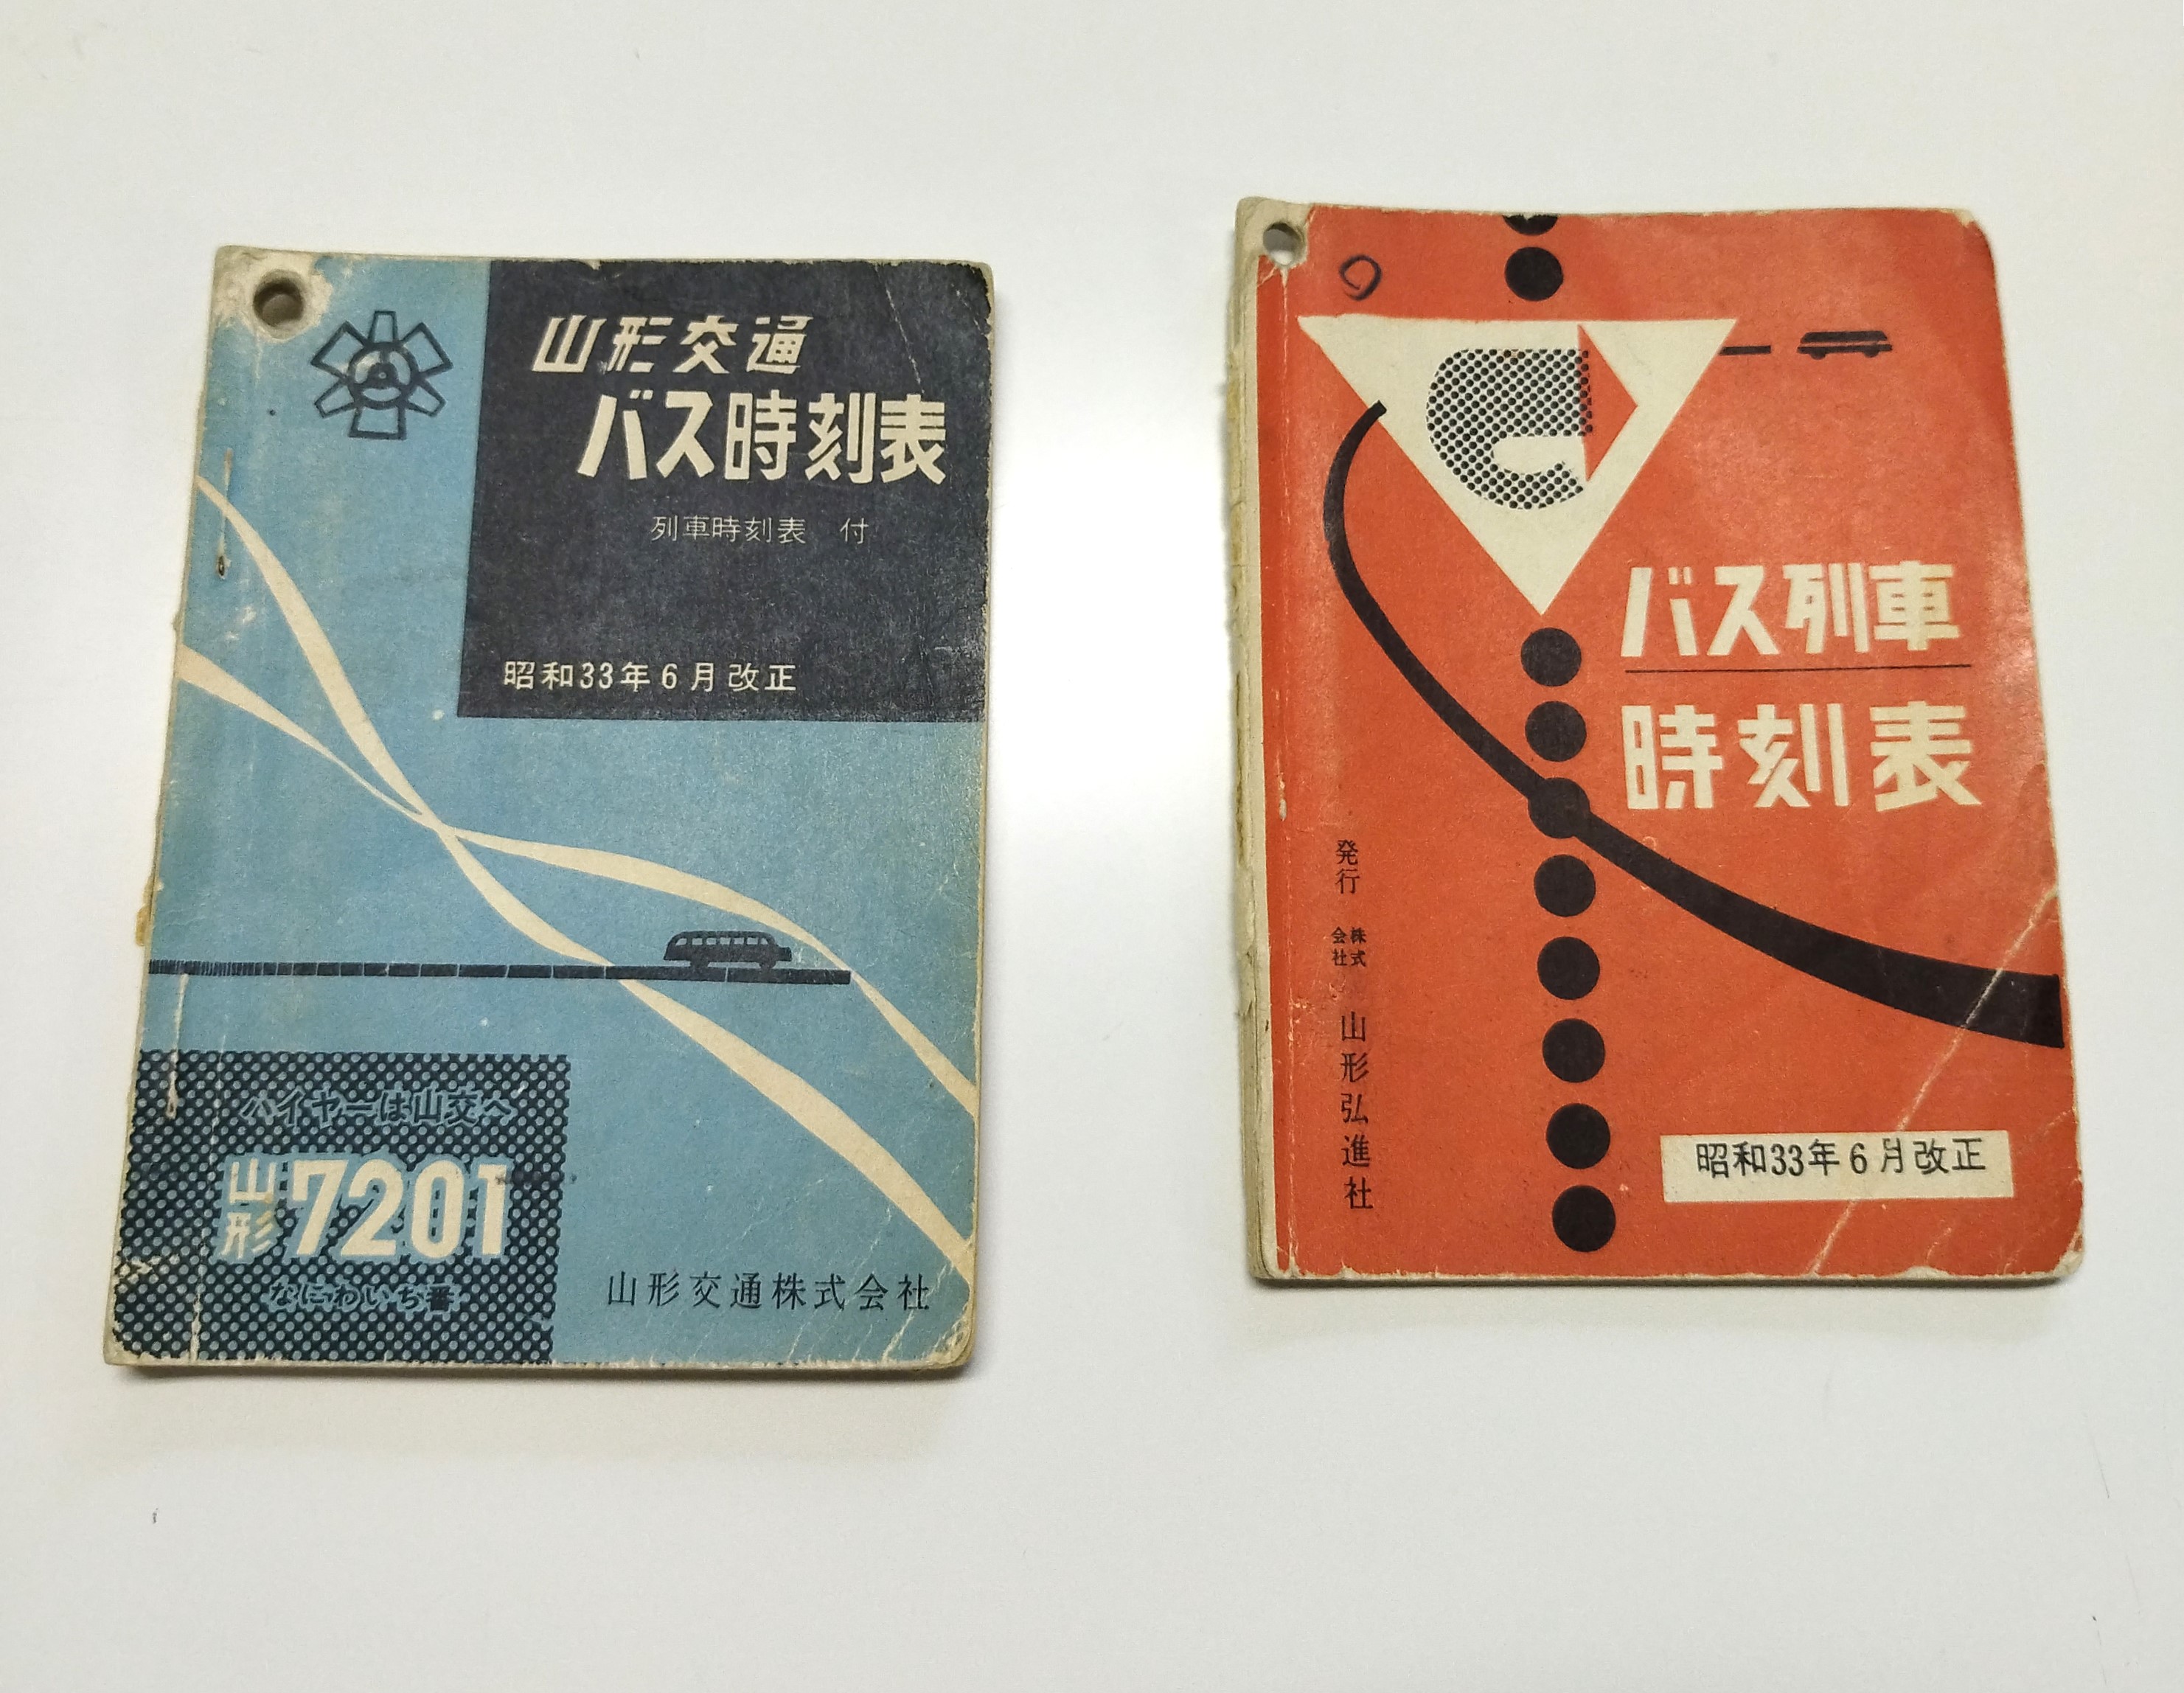 山形交通
バス時刻表
列車時刻表 付
昭和33年6月改正
ハイヤーは山交へ
山形 7201
なにわいち番
山形交通株式会社
バス列車
時刻表
発行 株式会社 山形弘進社
昭和33年6月改正